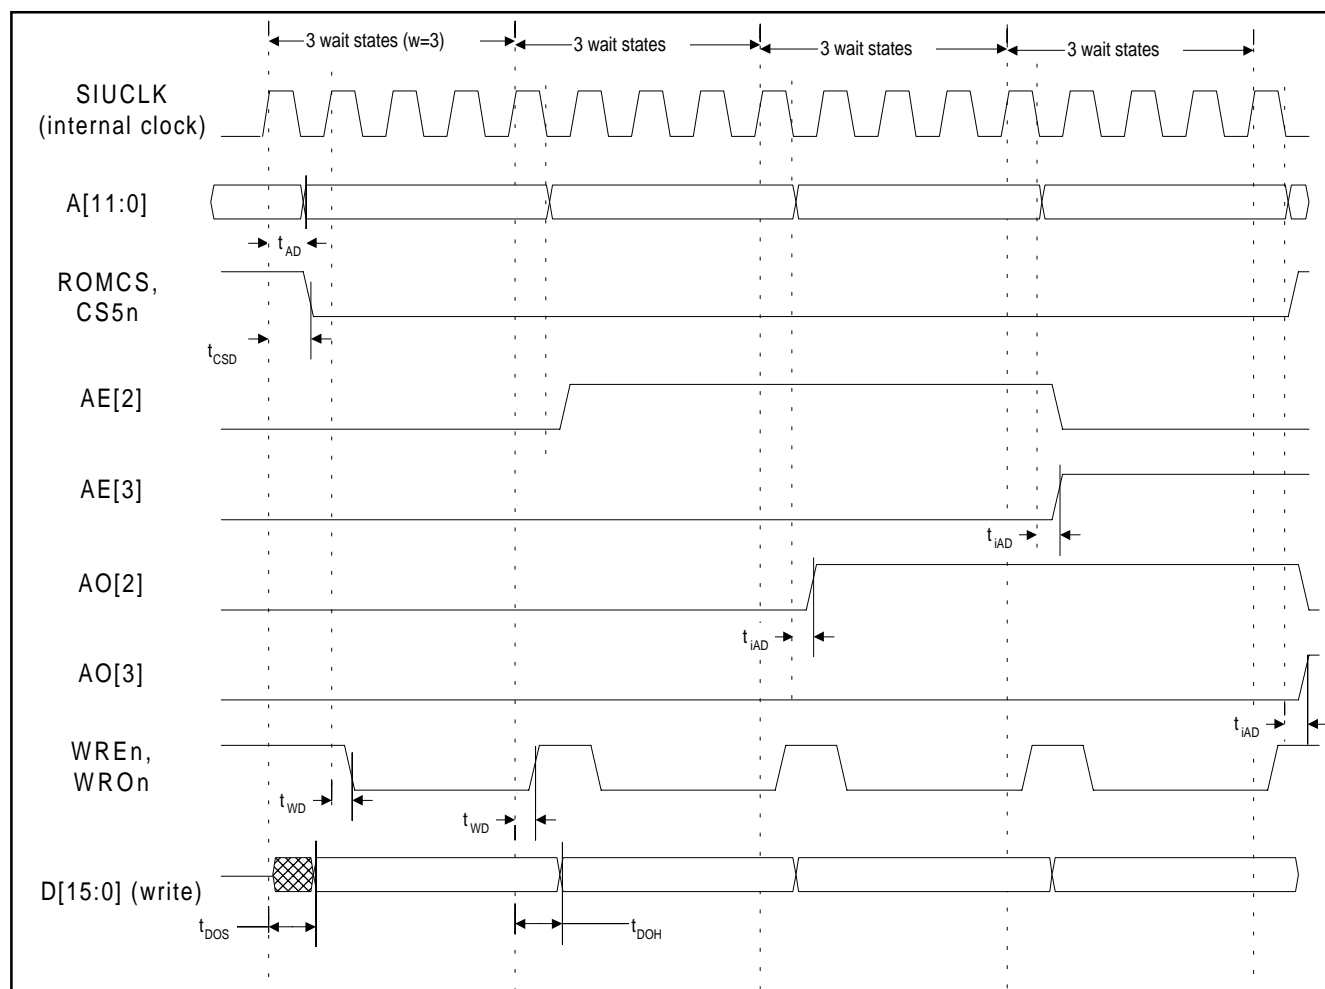 3 wait states (w=3)
3 wait states
3 wait states
3 wait states
SIUCLK
(internal clock)
A[11:0]
tAD
ROMCS,
CS5n
tCSD
AE[2]
AE[3]
tiAD
AO[2]
tiAD
AO[3]
tiAD
WREn,
WROn
tWD
tWD
D[15:0] (write)
tDOS
tDOH